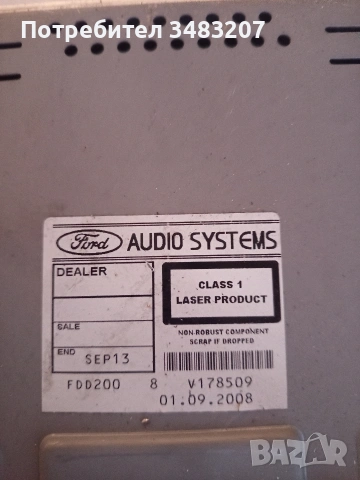 Потребител 3483207
Ford AUDIO SYSTEMS
DEALER
SALE
END SEP13
CLASS 1
LASER PRODUCT
NON-ROBUST COMPONENT
SCRAP IF DROPPED
FDD200 8 V178509
01.09.2008
BAZAR